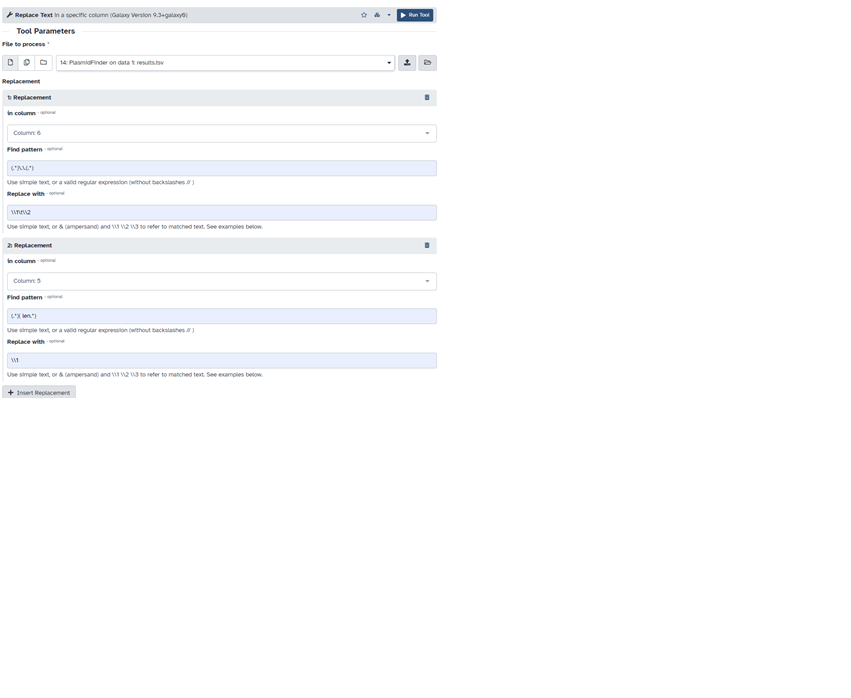 Replace Text in a specific column (Galaxy Version 9.3+galaxy0)
Run Tool
Tool Parameters
File to process *
14: PlasmidFinder on data 1: results.tsv
Replacement
1: Replacement
in column - optional
Column: 6
Find pattern - optional
(.*)\.\.(.*)
Use simple text, or a valid regular expression (without backslashes // )
Replace with - optional
\\1\t\\2
Use simple text, or & (ampersand) and \\1 \\2 \\3 to refer to matched text. See examples below.
2: Replacement
in column - optional
Column: 5
Find pattern - optional
(.*)( len.*)
Use simple text, or a valid regular expression (without backslashes // )
Replace with - optional
\\1
Use simple text, or & (ampersand) and \\1 \\2 \\3 to refer to matched text. See examples below.
Insert Replacement